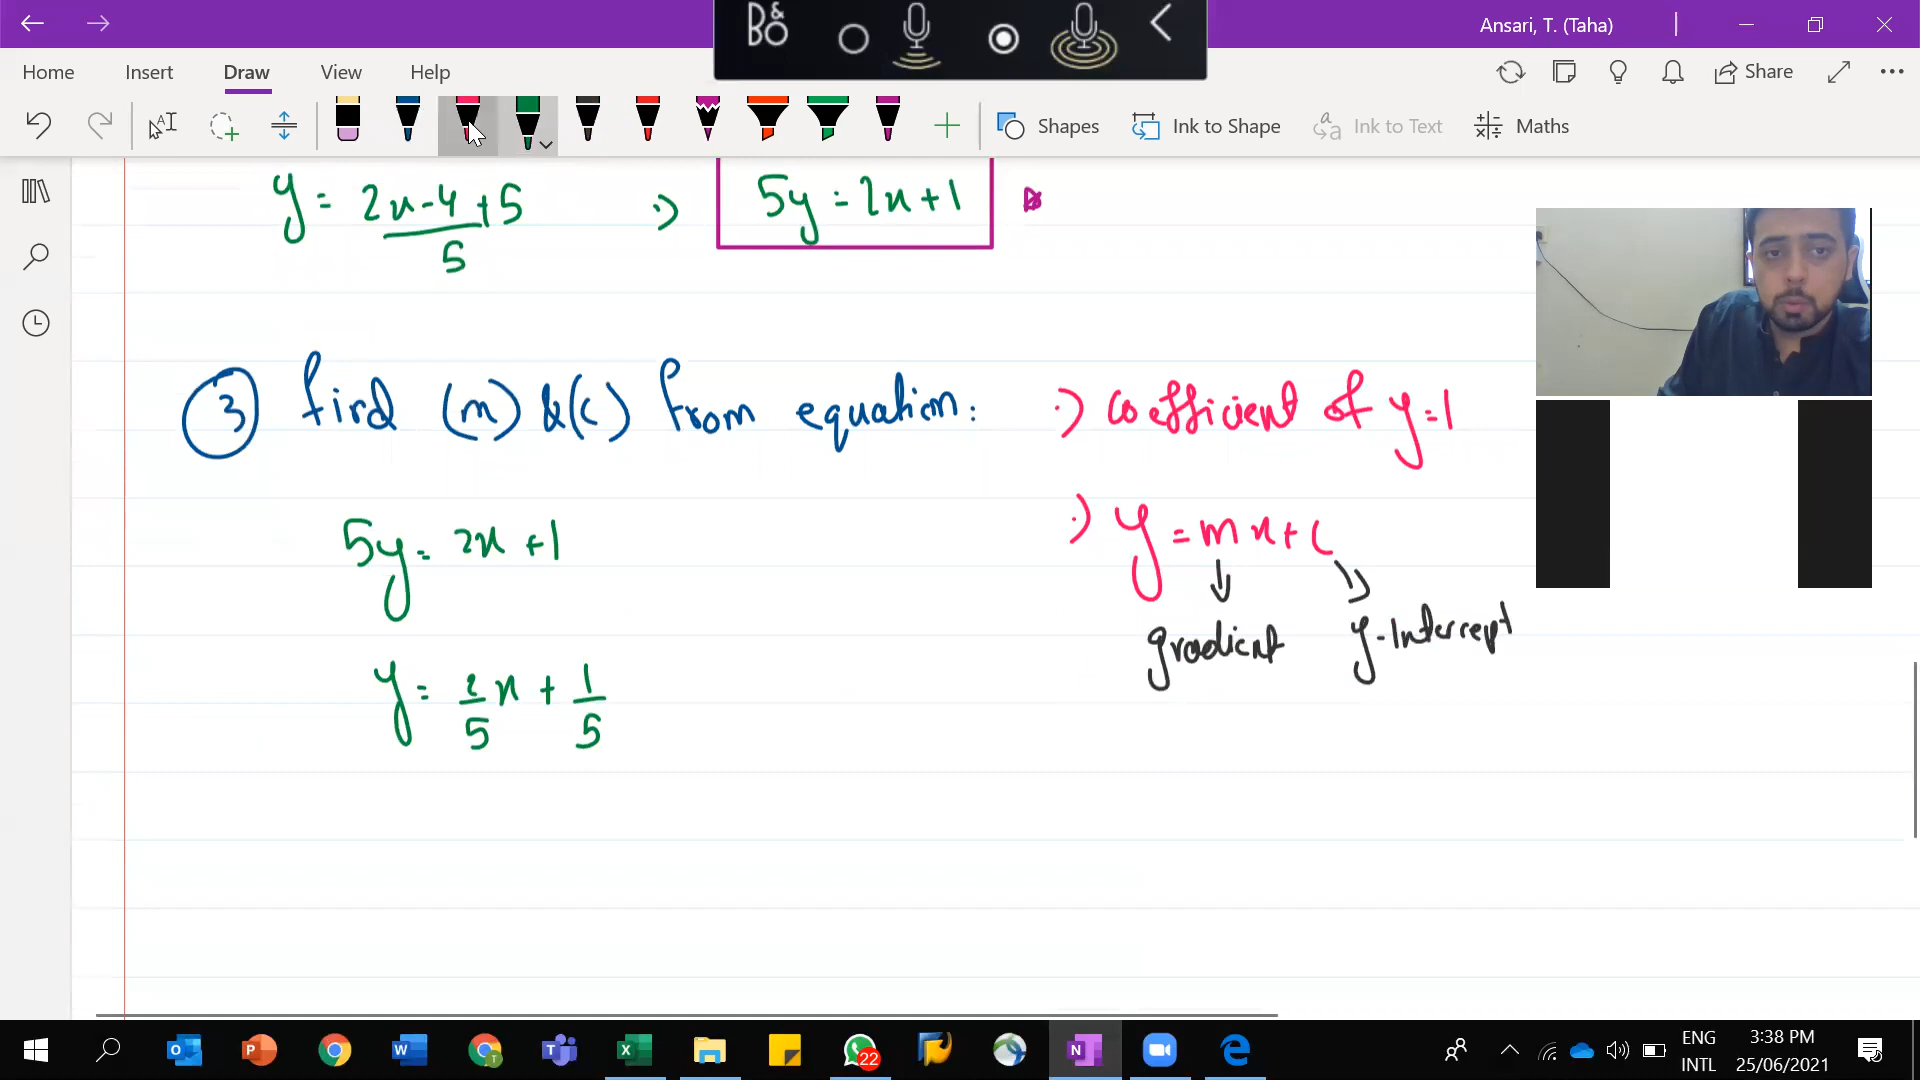 B&O
Ansari, T. (Taha)
Home Insert Draw View Help
Share
Shapes Ink to Shape Ink to Text Maths
y = 2x-4+5
5
:) 5y = 2x+1
3 find (m) &(c) from equation:
:) coefficient of y=1
5y = 2x+1
:) y = mx+c
gradient y-Intercept
y = 2/5 x + 1/5
22
ENG
INTL
3:38 PM
25/06/2021